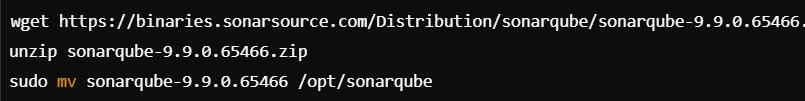 wget https://binaries.sonarsource.com/Distribution/sonarqube/sonarqube-9.9.0.65466.
unzip sonarqube-9.9.0.65466.zip
sudo mv sonarqube-9.9.0.65466 /opt/sonarqube